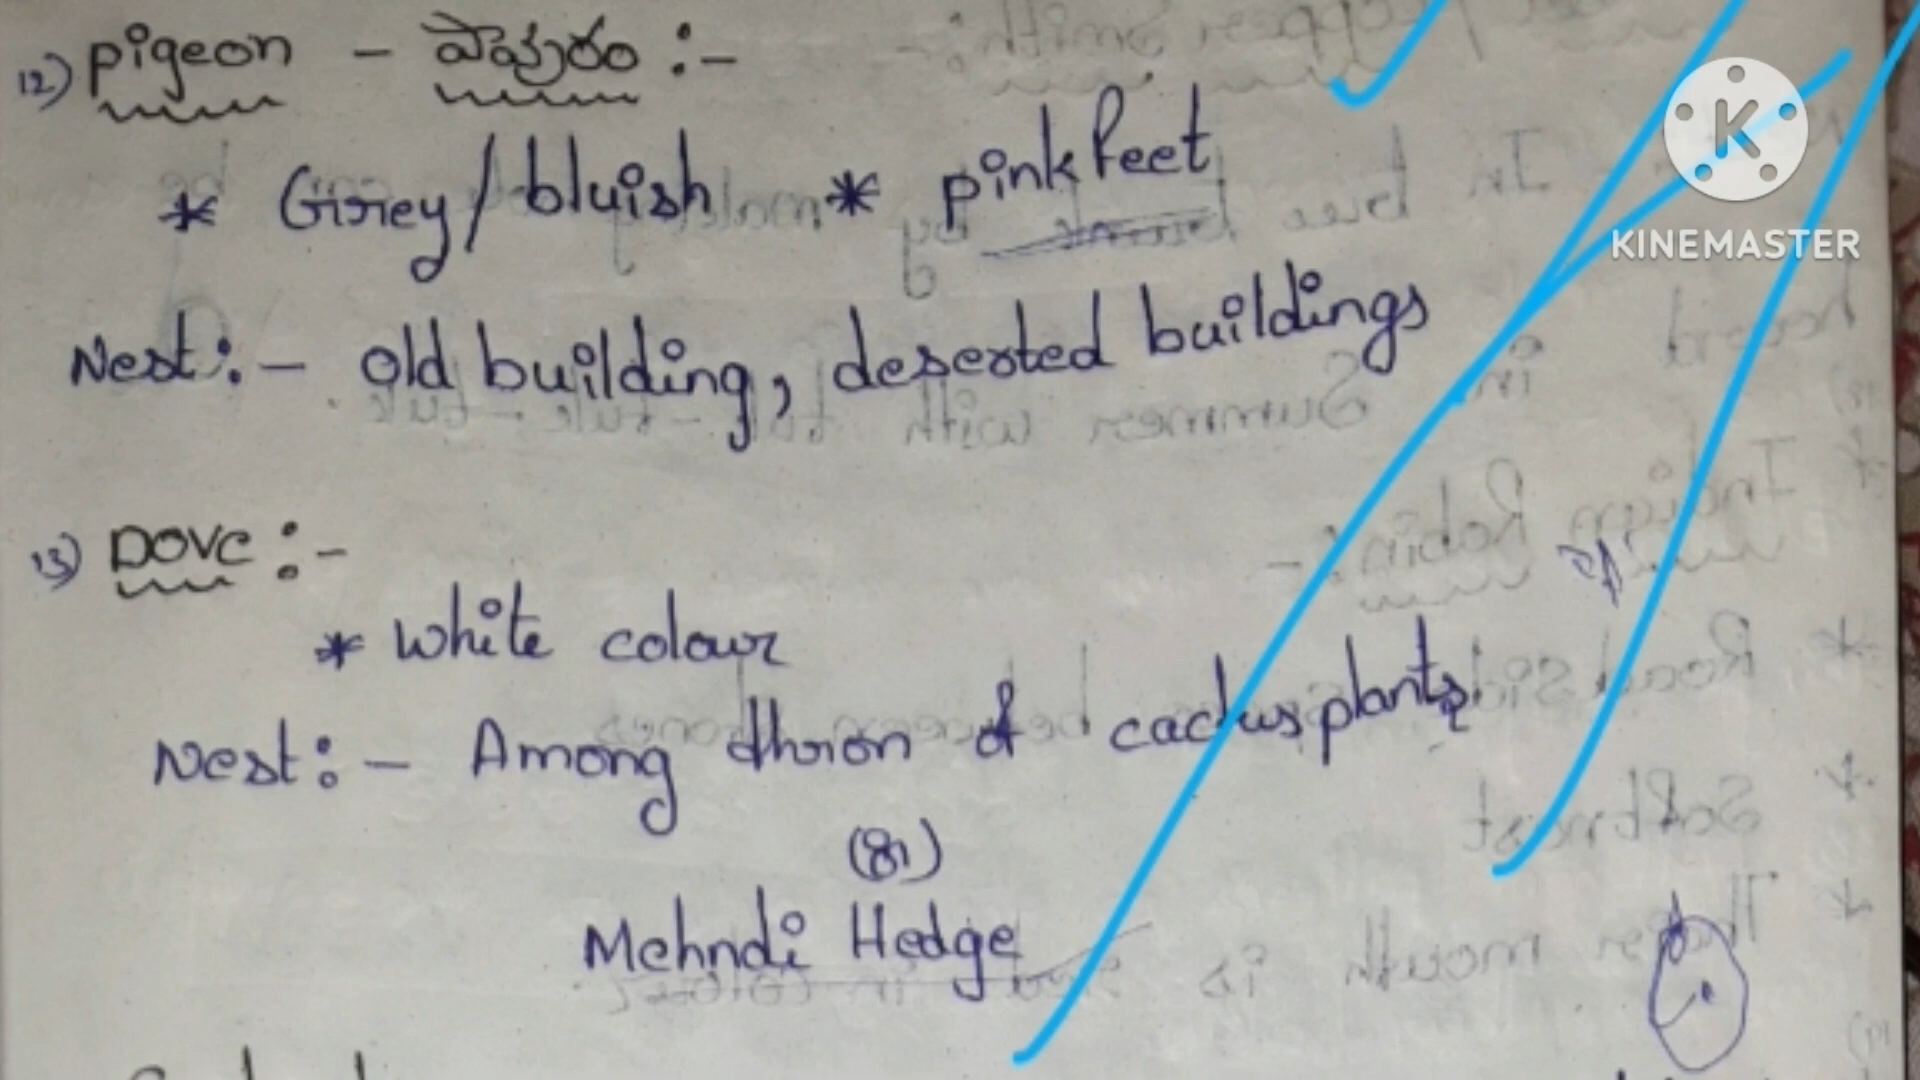 12) pigeon - పావురం :-
* Grey/bluish * pink feet
KINEMASTER
Nest :- old building, deserted buildings
13) DOVE :-
* White colour
Nest :- Among thron of cactus plants
(or)
Mehndi Hedge